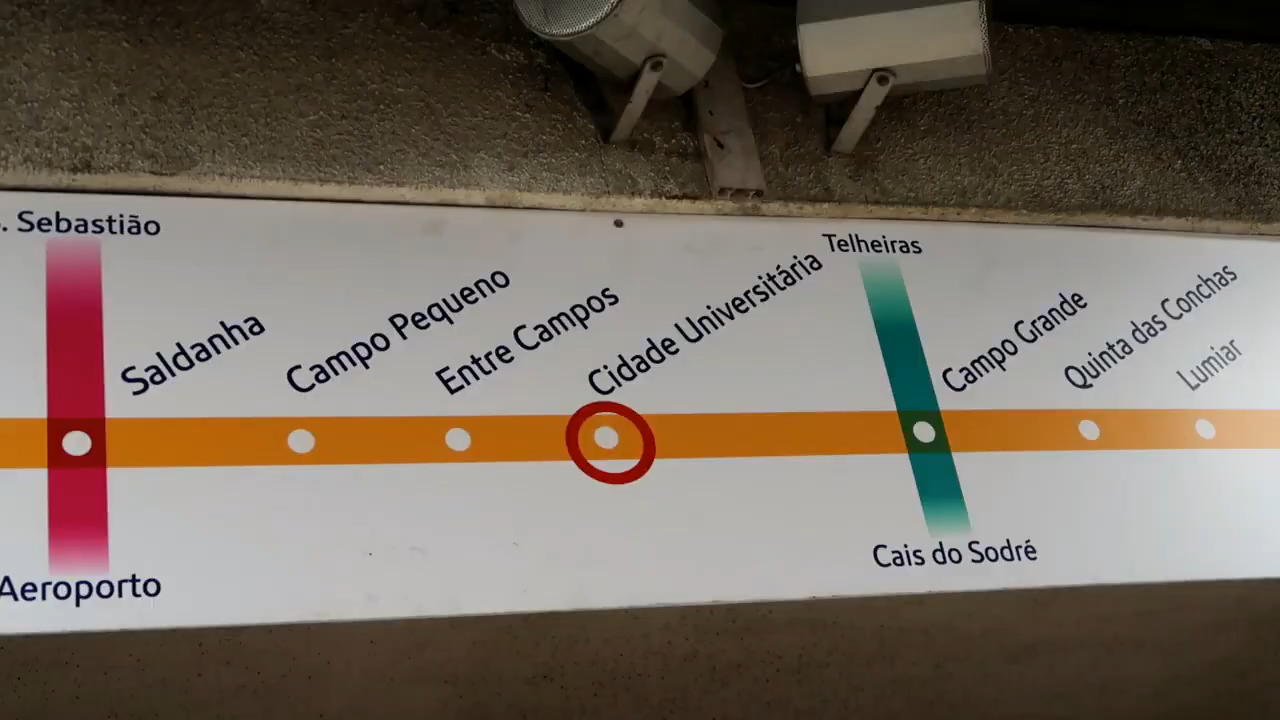 . Sebastião
Saldanha
Campo Pequeno
Entre Campos
Cidade Universitária
Telheiras
Campo Grande
Quinta das Conchas
Lumiar
Aeroporto
Cais do Sodré